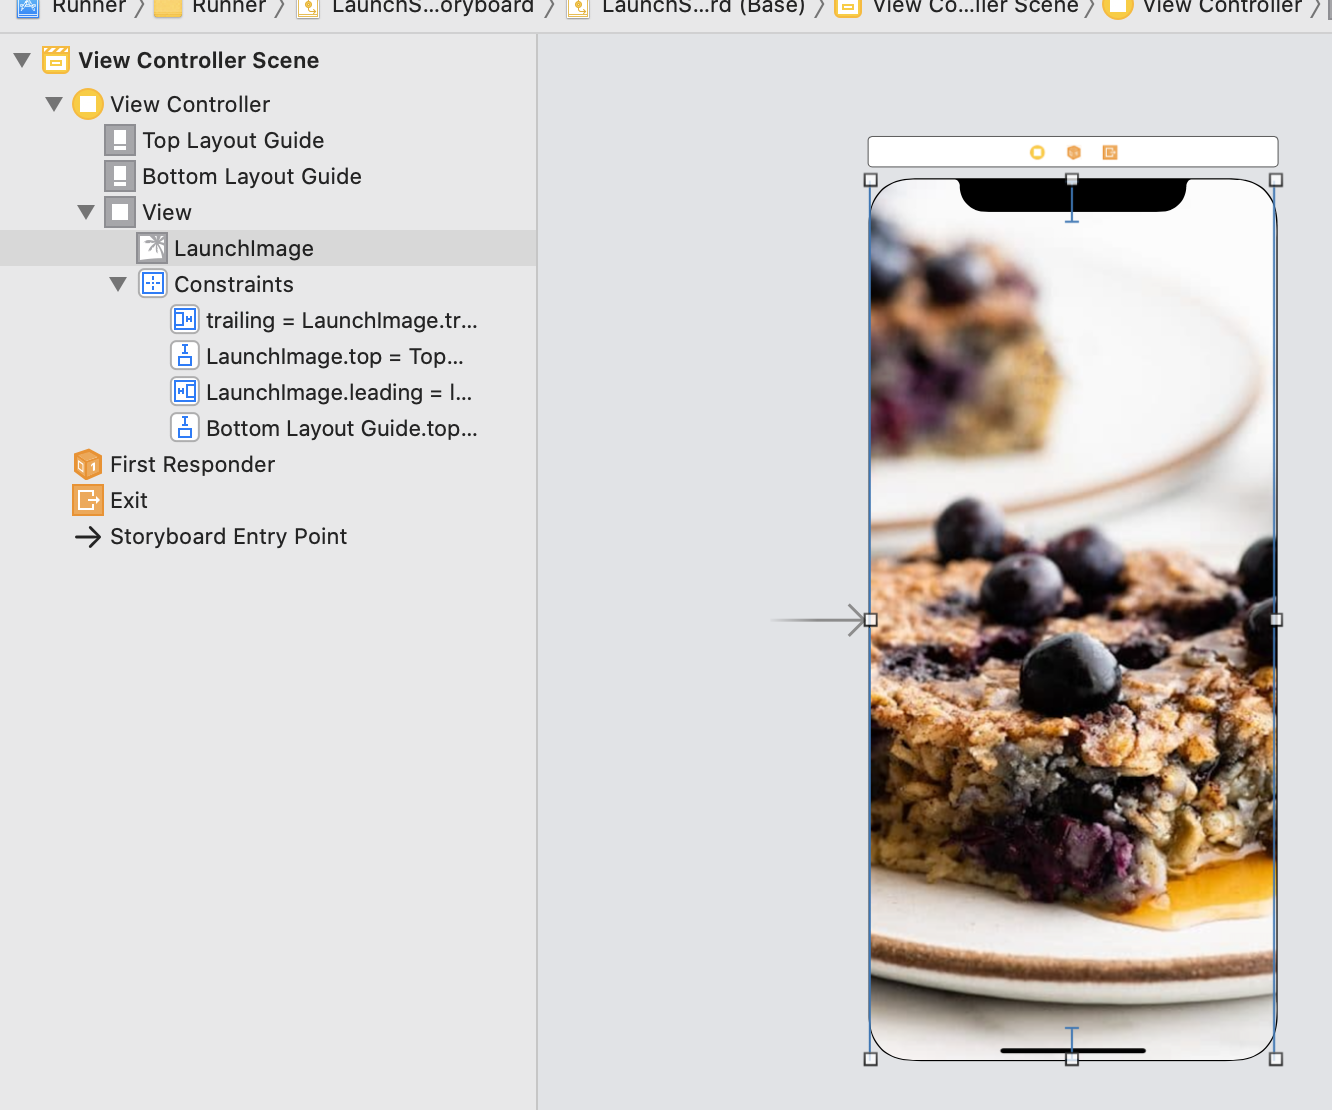 Runner Runner LaunchS...oryboard LaunchS...rd (Base) View Co...ller Scene View Controller
View Controller Scene
View Controller
Top Layout Guide
Bottom Layout Guide
View
LaunchImage
Constraints
trailing = LaunchImage.tr...
LaunchImage.top = Top...
LaunchImage.leading = l...
Bottom Layout Guide.top...
First Responder
Exit
Storyboard Entry Point